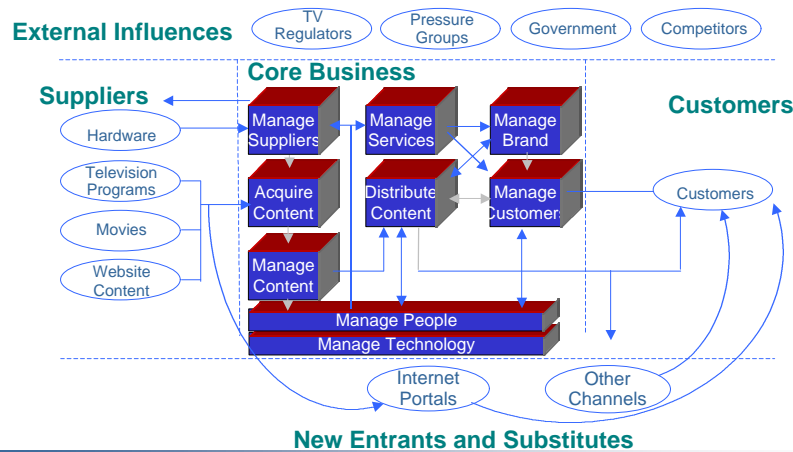 External Influences
TV
Regulators
Pressure
Groups
Government
Competitors
Core Business
Suppliers
Customers
Hardware
Manage
Suppliers
Manage
Services
Manage
Brand
Television
Programs
Acquire
Content
Distribute
Content
Manage
Customers
Customers
Movies
Website
Content
Manage
Content
Manage People
Manage Technology
Internet
Portals
Other
Channels
New Entrants and Substitutes